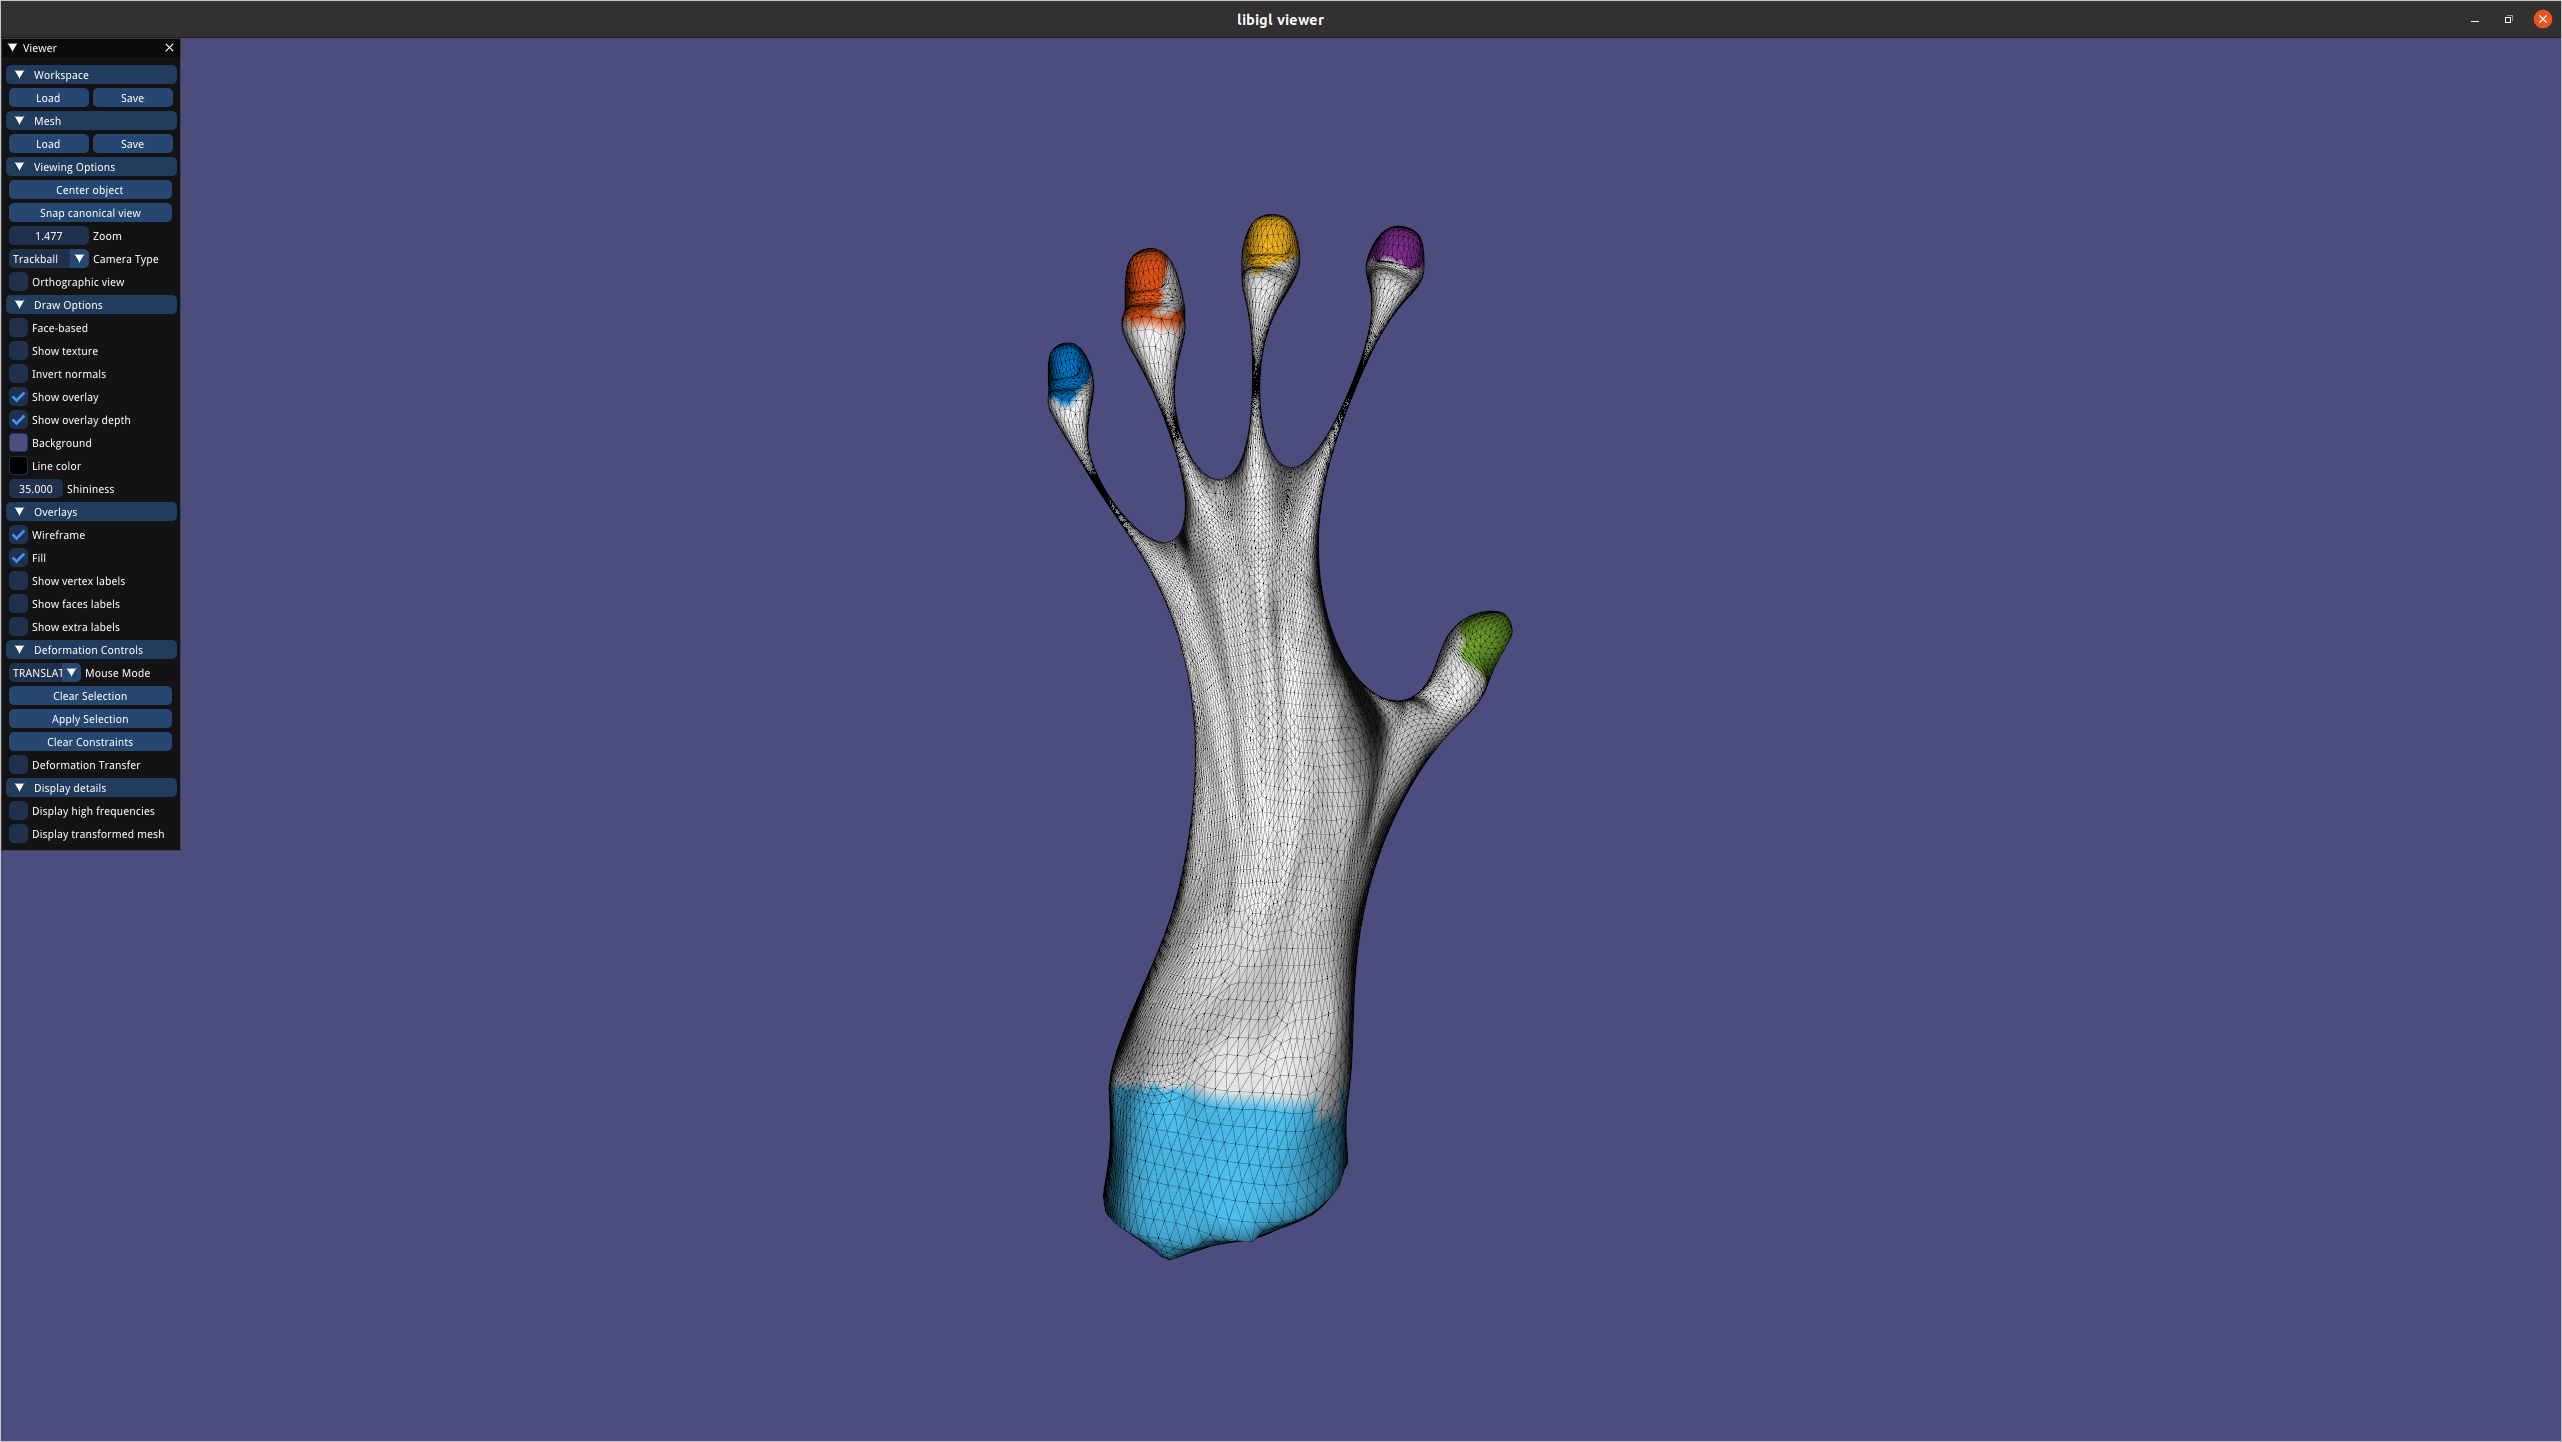 libigl viewer
Viewer
Workspace
Load Save
Mesh
Load Save
Viewing Options
Center object
Snap canonical view
1.477 Zoom
Trackball Camera Type
Orthographic view
Draw Options
Face-based
Show texture
Invert normals
Show overlay
Show overlay depth
Background
Line color
35.000 Shininess
Overlays
Wireframe
Fill
Show vertex labels
Show faces labels
Show extra labels
Deformation Controls
TRANSLAT Mouse Mode
Clear Selection
Apply Selection
Clear Constraints
Deformation Transfer
Display details
Display high frequencies
Display transformed mesh